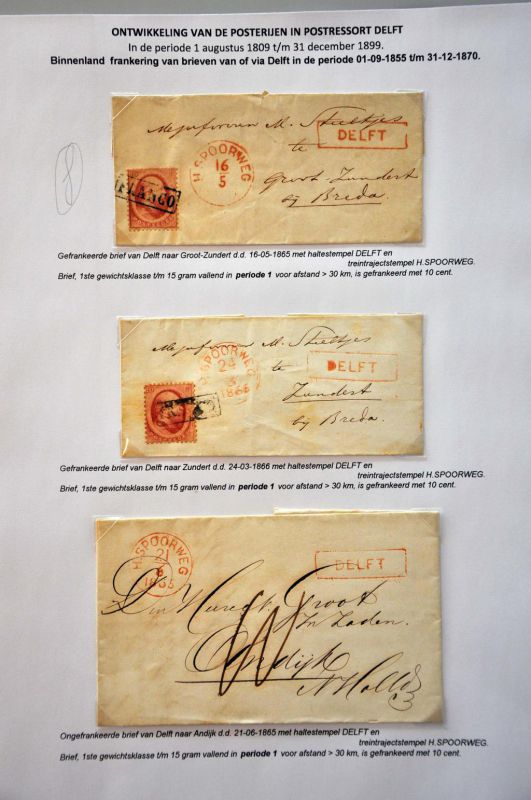 ONTWIKKELING VAN DE POSTERIJEN IN POSTRESSORT DELFT
In de periode 1 augustus 1809 t/m 31 december 1899.
Binnenland frankering van brieven van of via Delft in de periode 01-09-1855 t/m 31-12-1870.
Mejufvrouw M. Stieltjes
DELFT
te
H.SPOORWEG
16
5
FRANCO
Groot-Zundert
bij Breda
Gefrankeerde brief van Delft naar Groot-Zundert d.d. 16-05-1865 met haltestempel DELFT en
treintrajectstempel H.SPOORWEG.
Brief, 1ste gewichtsklasse t/m 15 gram vallend in periode 1 voor afstand > 30 km, is gefrankeerd met 10 cent.
Mejufvrouw M. Stieltjes
H.SPOORWEG
24
3
1866
te
DELFT
Zundert
bij Breda
Gefrankeerde brief van Delft naar Zundert d.d. 24-03-1866 met haltestempel DELFT en
treintrajectstempel H.SPOORWEG.
Brief, 1ste gewichtsklasse t/m 15 gram vallend in periode 1 voor afstand > 30 km, is gefrankeerd met 10 cent.
H.SPOORWEG
21
6
1865
DELFT
Groot
Andijk
N. Holld
Ongefrankeerde brief van Delft naar Andijk d.d. 21-06-1865 met haltestempel DELFT en
treintrajectstempel H.SPOORWEG.
Brief, 1ste gewichtsklasse t/m 15 gram vallend in periode 1 voor afstand > 30 km, is gefrankeerd met 10 cent.